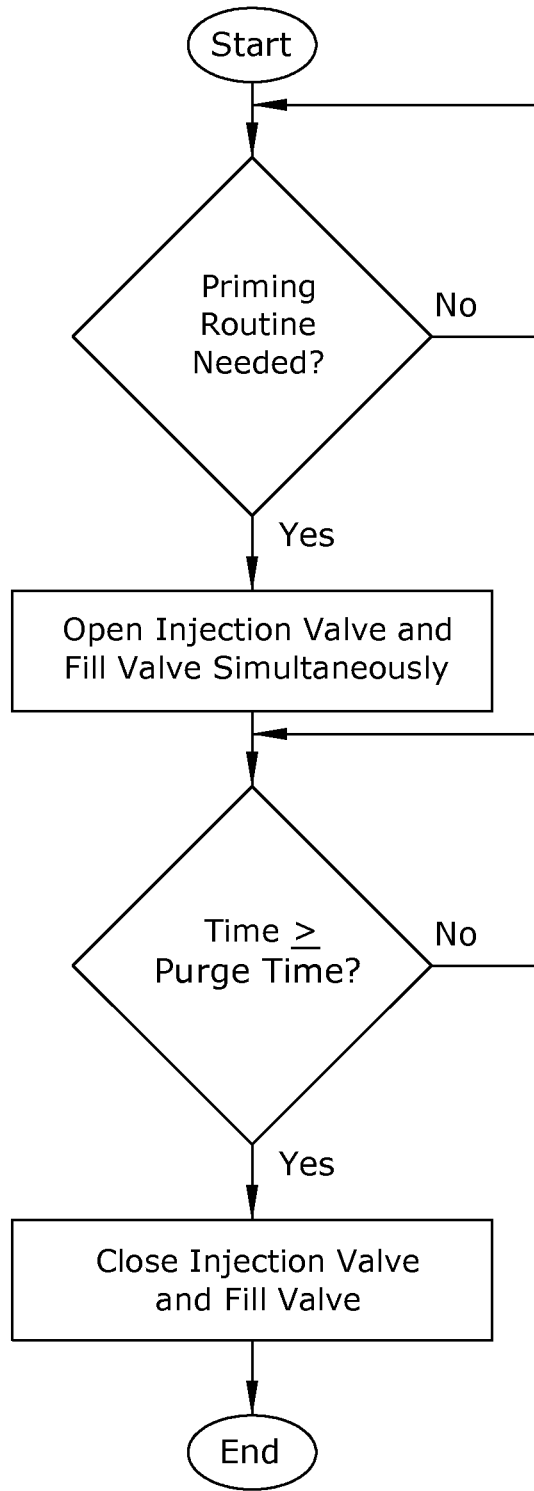 Start
Priming
Routine
Needed?
No
Yes
Open Injection Valve and
Fill Valve Simultaneously
Time ≥
Purge Time?
No
Yes
Close Injection Valve
and Fill Valve
End